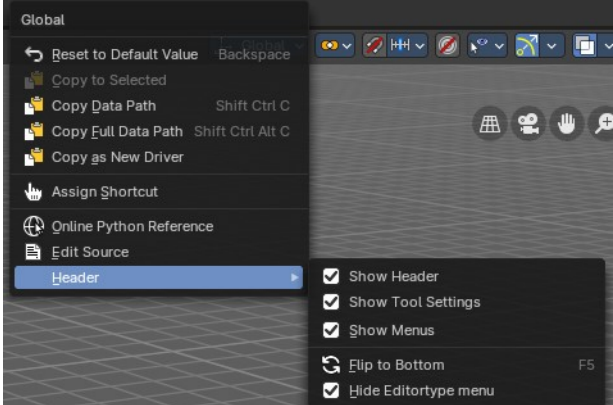 Global
Reset to Default Value Backspace
Copy to Selected
Copy Data Path Shift Ctrl C
Copy Full Data Path Shift Ctrl Alt C
Copy as New Driver
Assign Shortcut
Online Python Reference
Edit Source
Header
Show Header
Show Tool Settings
Show Menus
Flip to Bottom F5
Hide Editortype menu